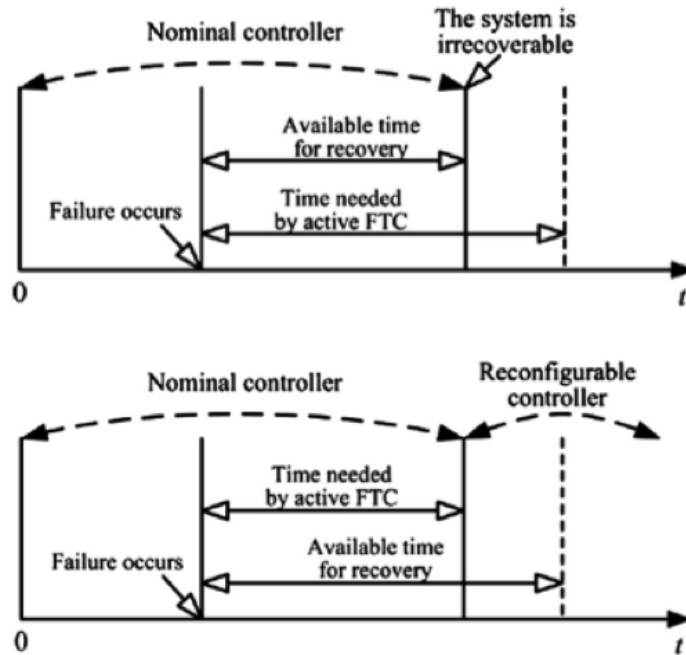 The system is
irrecoverable
Nominal controller
Available time
for recovery
Time needed
by active FTC
Failure occurs
0
t
Reconfigurable
controller
Nominal controller
Time needed
by active FTC
Available time
for recovery
Failure occurs
0
t